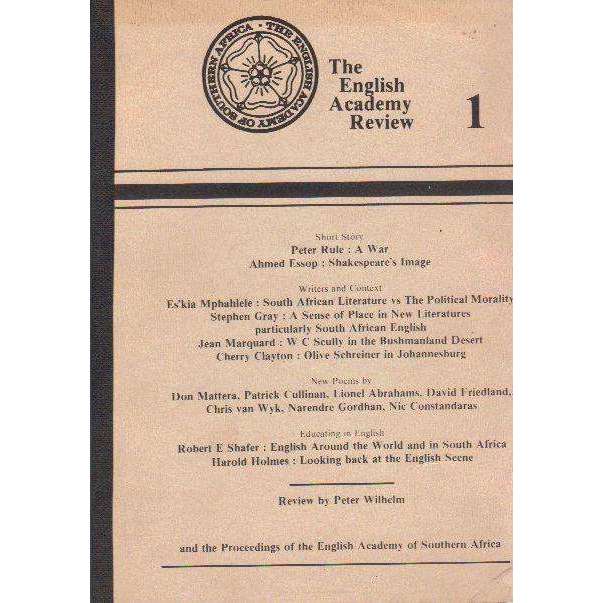 THE ENGLISH ACADEMY OF SOUTHERN AFRICA
The
English
Academy
Review
1
Short Story
Peter Rule : A War
Ahmed Essop : Shakespeare's Image
Writers and Context
Es'kia Mphahlele : South African Literature vs The Political Morality
Stephen Gray : A Sense of Place in New Literatures
particularly South African English
Jean Marquard : W C Scully in the Bushmanland Desert
Cherry Clayton : Olive Schreiner in Johannesburg
New Poems by
Don Mattera, Patrick Cullinan, Lionel Abrahams, David Friedland,
Chris van Wyk, Narendre Gordhan, Nic Constandaras
Educating in English
Robert E Shafer : English Around the World and in South Africa
Harold Holmes : Looking back at the English Scene
Review by Peter Wilhelm
and the Proceedings of the English Academy of Southern Africa